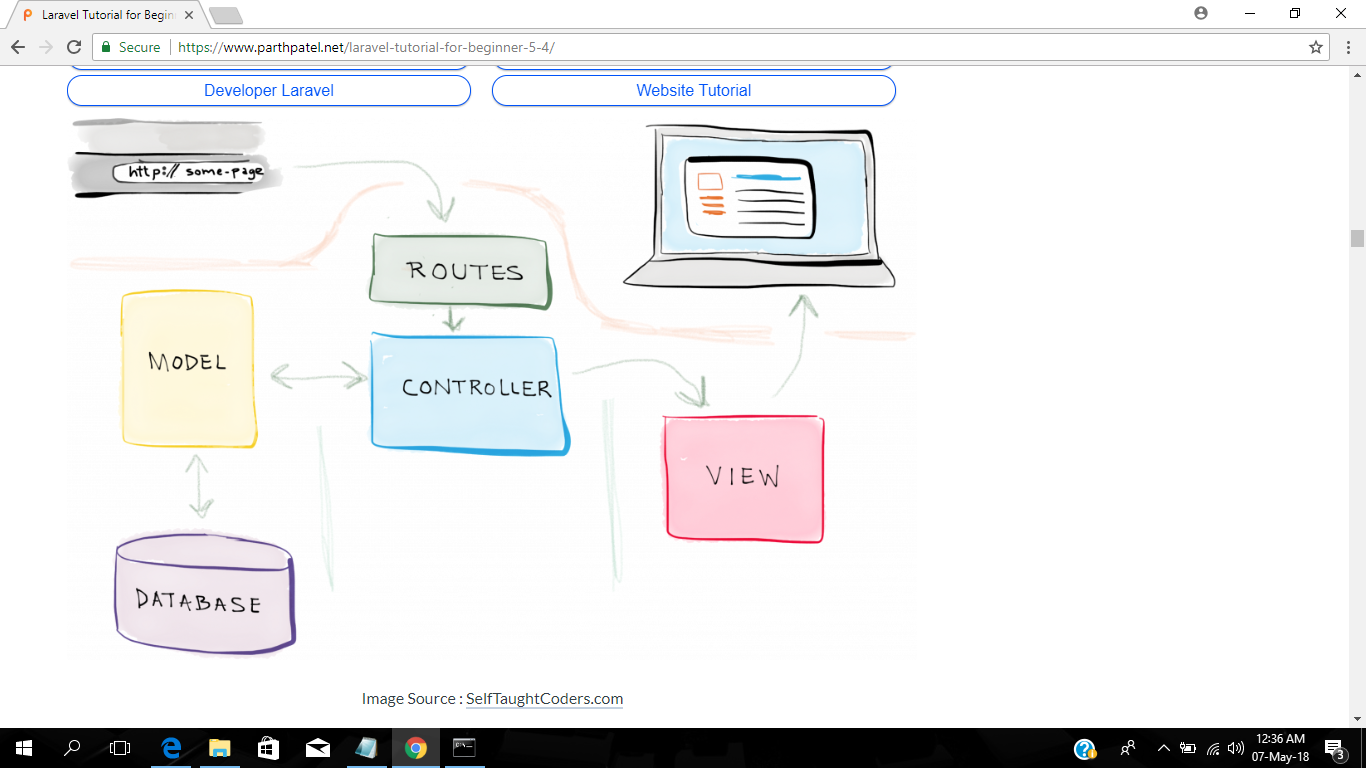 Laravel Tutorial for Begin
Secure
https://www.parthpatel.net/laravel-tutorial-for-beginner-5-4/
Developer Laravel
Website Tutorial
http:// some-page
ROUTES
MODEL
CONTROLLER
VIEW
DATABASE
Image Source : SelfTaughtCoders.com
12:36 AM
07-May-18
3